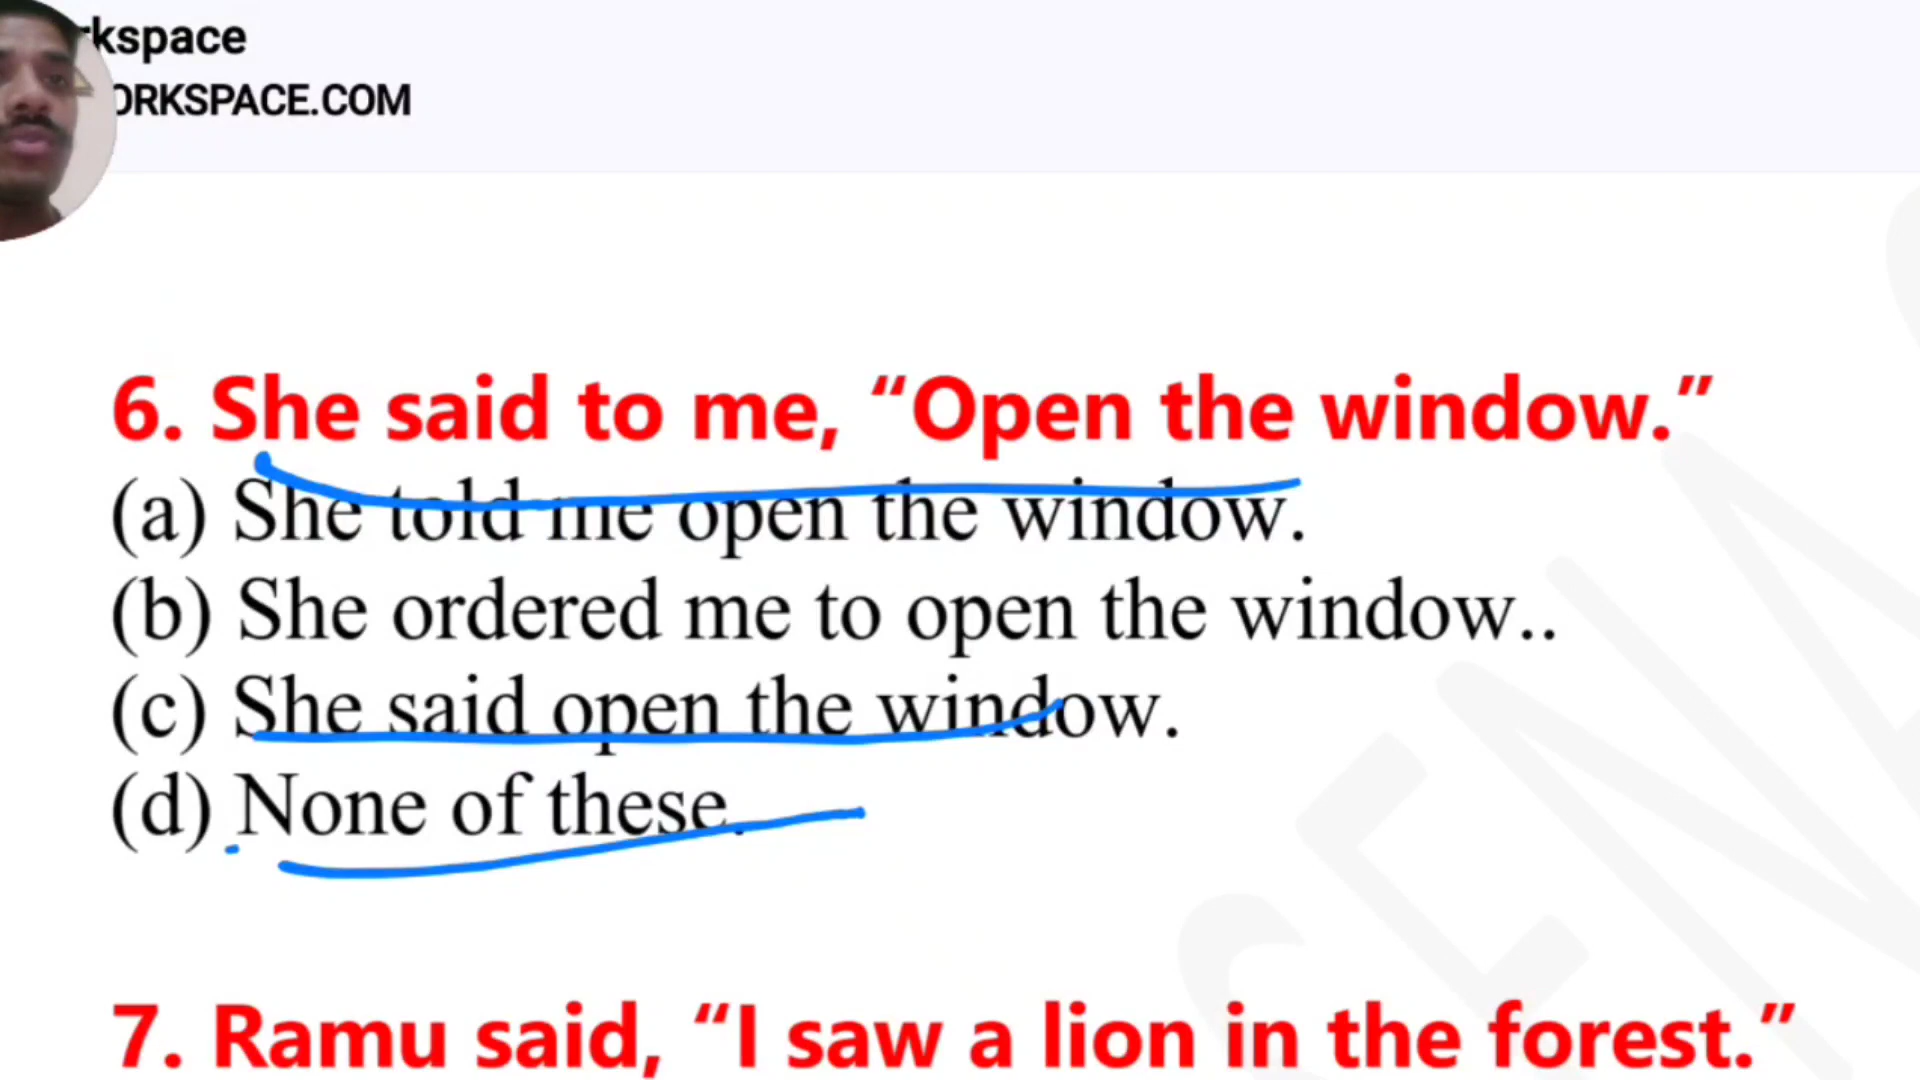 rkspace
ORKSPACE.COM
6. She said to me, “Open the window.”
(a) She told me open the window.
(b) She ordered me to open the window..
(c) She said open the window.
(d) None of these.
7. Ramu said, “I saw a lion in the forest.”